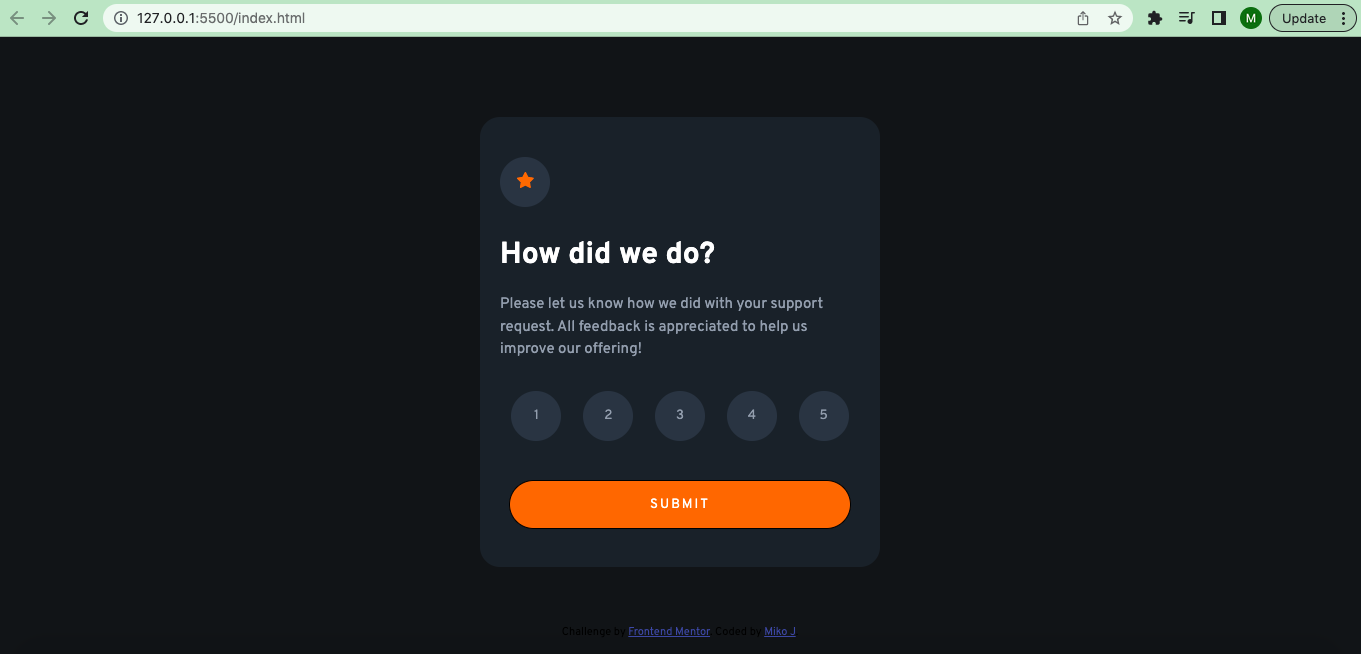 127.0.0.1:5500/index.html
M
Update
How did we do?
Please let us know how we did with your support
request. All feedback is appreciated to help us
improve our offering!
1 2 3 4 5
SUBMIT
Challenge by Frontend Mentor. Coded by Miko J